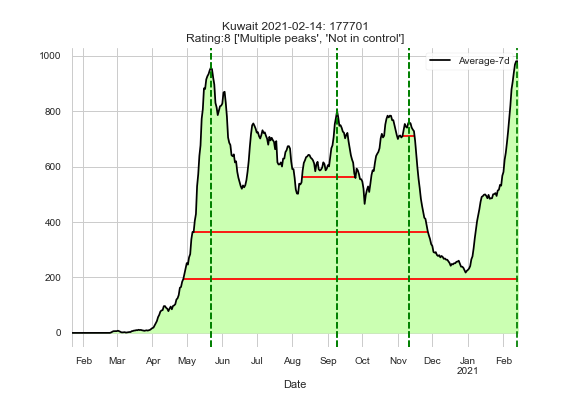 Kuwait 2021-02-14: 177701
Rating:8 ['Multiple peaks', 'Not in control']
Average-7d
1000
800
600
400
200
0
Feb Mar Apr May Jun Jul Aug Sep Oct Nov Dec Jan Feb
2021
Date